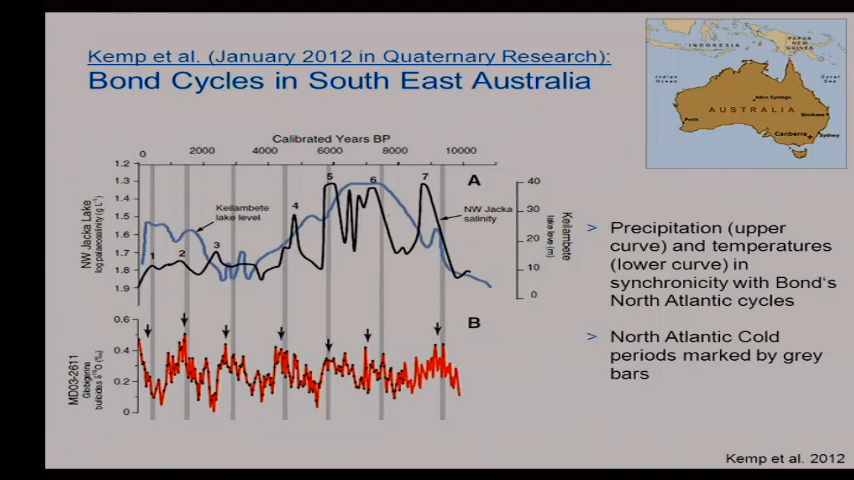 Kemp et al. (January 2012 in Quaternary Research):
Bond Cycles in South East Australia
INDONESIA
PAPUA
NEW
GUINEA
Indian
Ocean
Coral
Sea
Alice Springs
AUSTRALIA
Brisbane
Perth
Canberra
Sydney
Calibrated Years BP
0 2000 4000 6000 8000 10000
1.2
1.3
1.4
1.5
1.6
1.7
1.8
1.9
NW Jacka Lake
log palaeosalinity (g L⁻¹)
Keilambete
lake level
1 2 3 4 5 6 7
A
NW Jacka
salinity
40
30
20
10
0
Keilambete
lake level (m)
B
0.6
0.4
0.2
0
MD03-2611
Globigerina
bulloides δ¹⁸O (‰)
> Precipitation (upper
curve) and temperatures
(lower curve) in
synchronicity with Bond‘s
North Atlantic cycles
> North Atlantic Cold
periods marked by grey
bars
Kemp et al. 2012